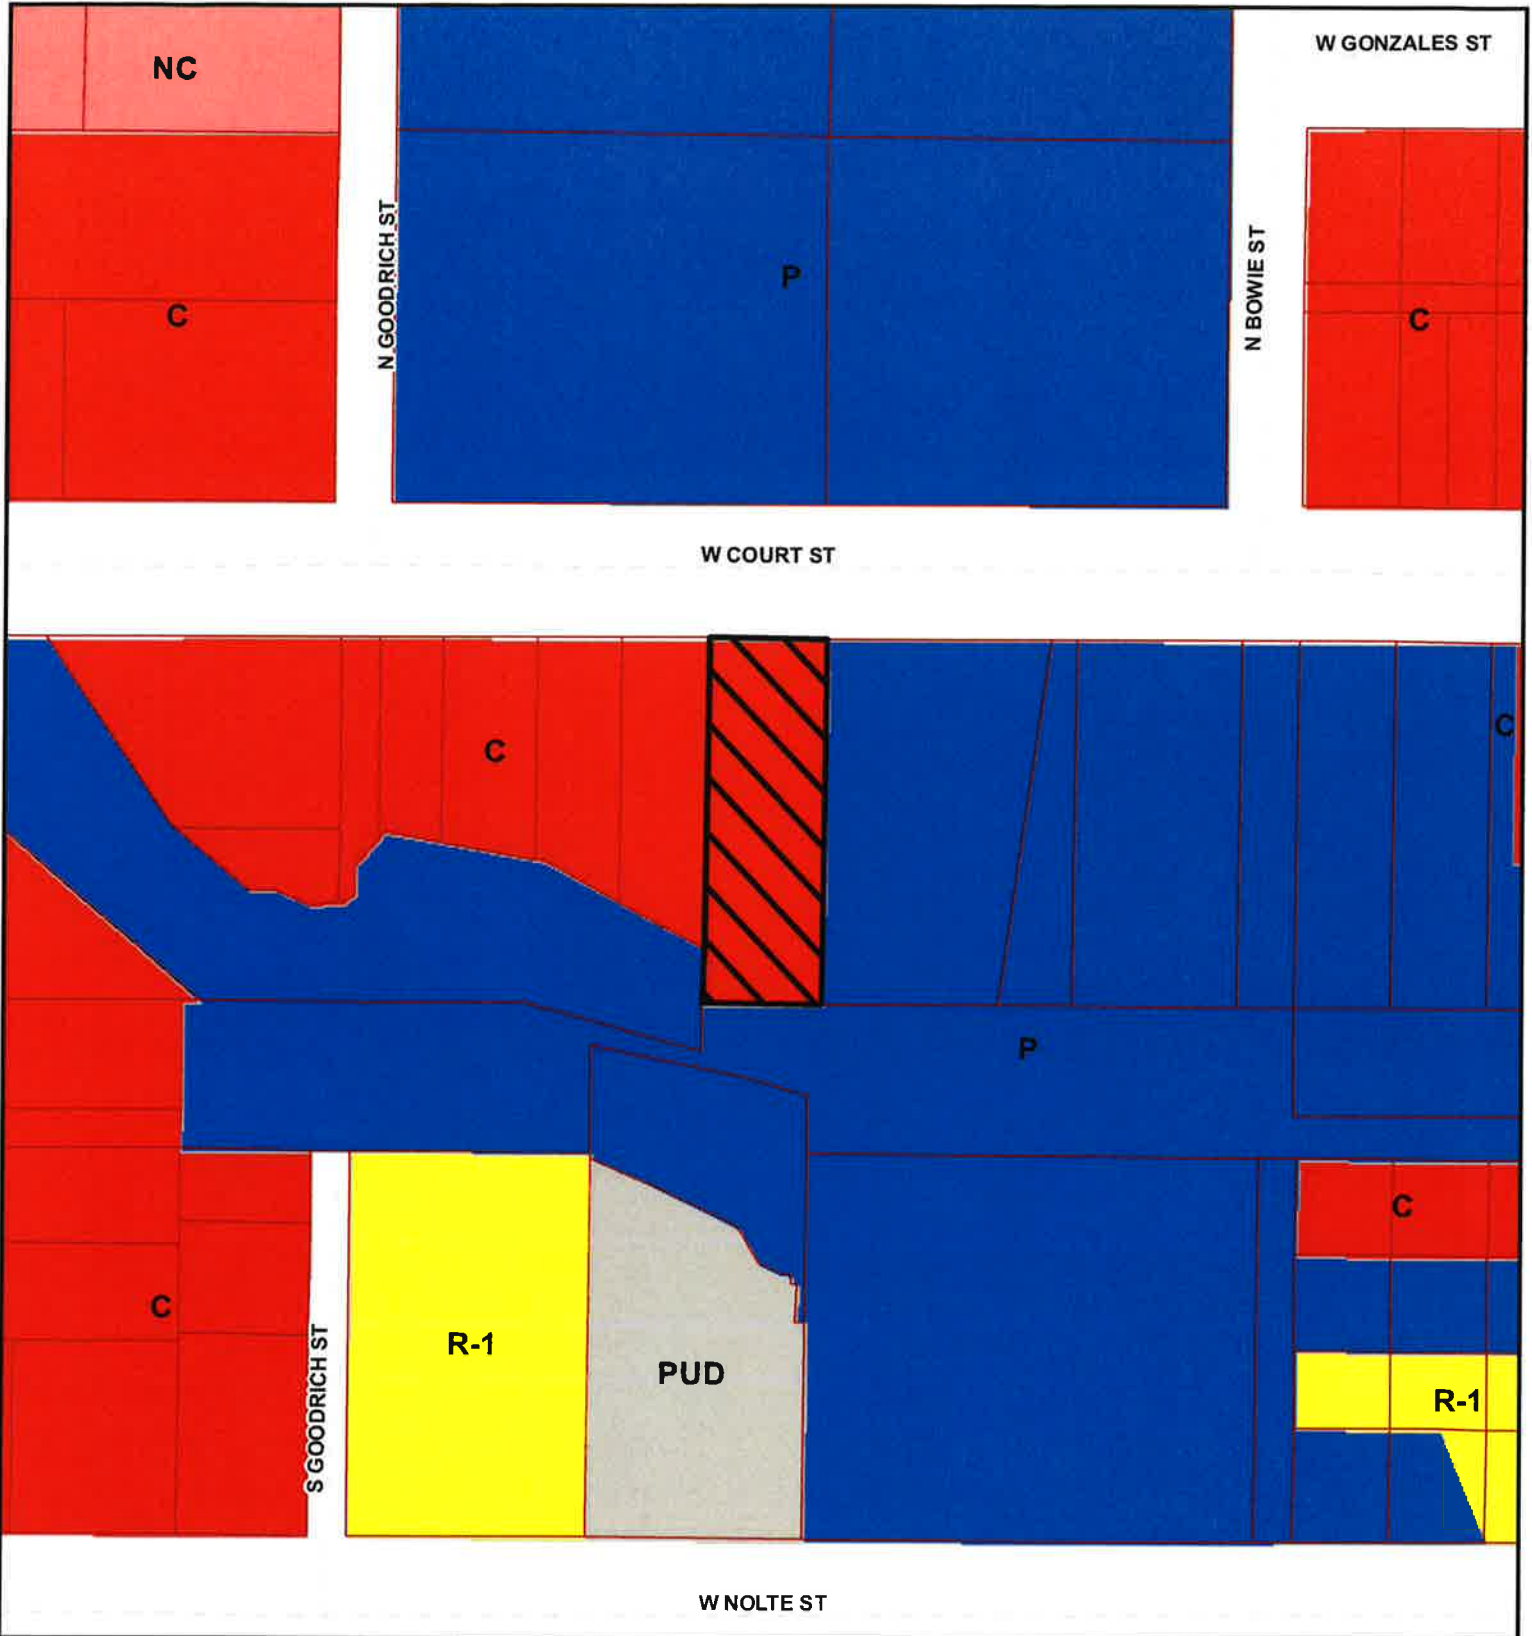 W GONZALES ST
NC
N GOODRICH ST
P
N BOWIE ST
C
C
W COURT ST
C
C
P
C
C
S GOODRICH ST
R-1
PUD
R-1
W NOLTE ST